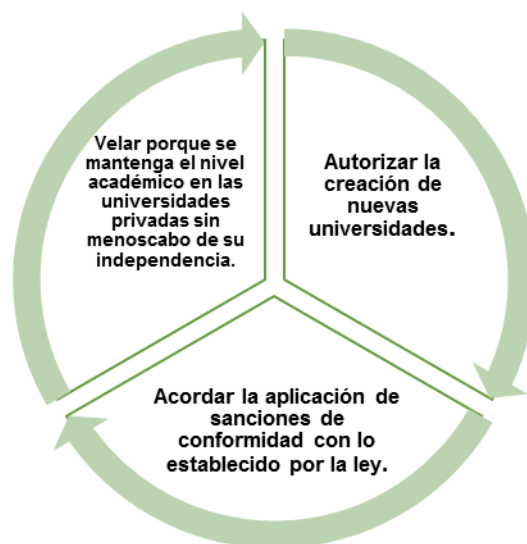 Velar porque se
mantenga el nivel
académico en las
universidades
privadas sin
menoscabo de su
independencia.
Autorizar la
creación de
nuevas
universidades.
Acordar la aplicación de
sanciones de
conformidad con lo
establecido por la ley.